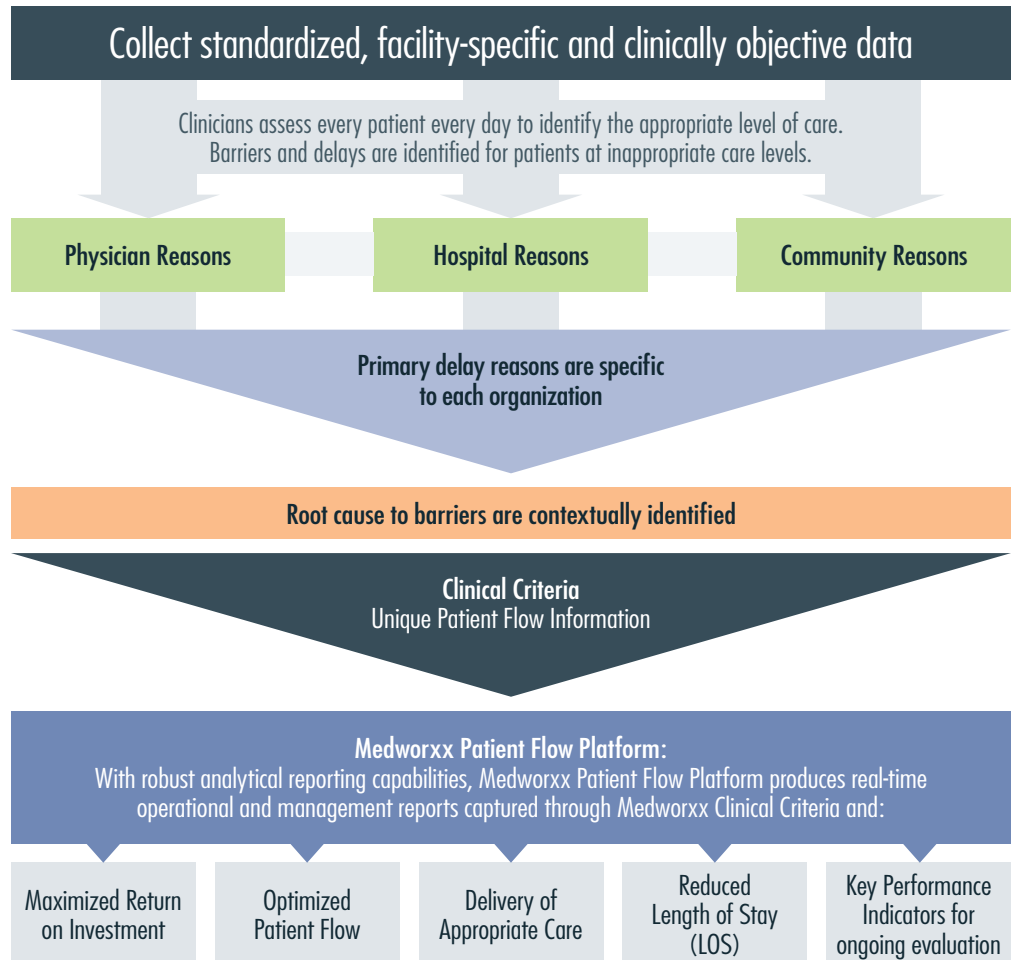 Collect standardized, facility-specific and clinically objective data
Clinicians assess every patient every day to identify the appropriate level of care.
Barriers and delays are identified for patients at inappropriate care levels.
Physician Reasons
Hospital Reasons
Community Reasons
Primary delay reasons are specific
to each organization
Root cause to barriers are contextually identified
Clinical Criteria
Unique Patient Flow Information
Medworxx Patient Flow Platform:
With robust analytical reporting capabilities, Medworxx Patient Flow Platform produces real-time
operational and management reports captured through Medworxx Clinical Criteria and:
Maximized Return
on Investment
Optimized
Patient Flow
Delivery of
Appropriate Care
Reduced
Length of Stay
(LOS)
Key Performance
Indicators for
ongoing evaluation